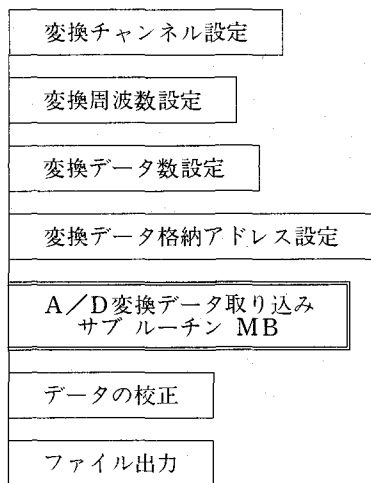 変換チャンネル設定
変換周波数設定
変換データ数設定
変換データ格納アドレス設定
A／D変換データ取り込み
サブ ルーチン MB
データの校正
ファイル出力